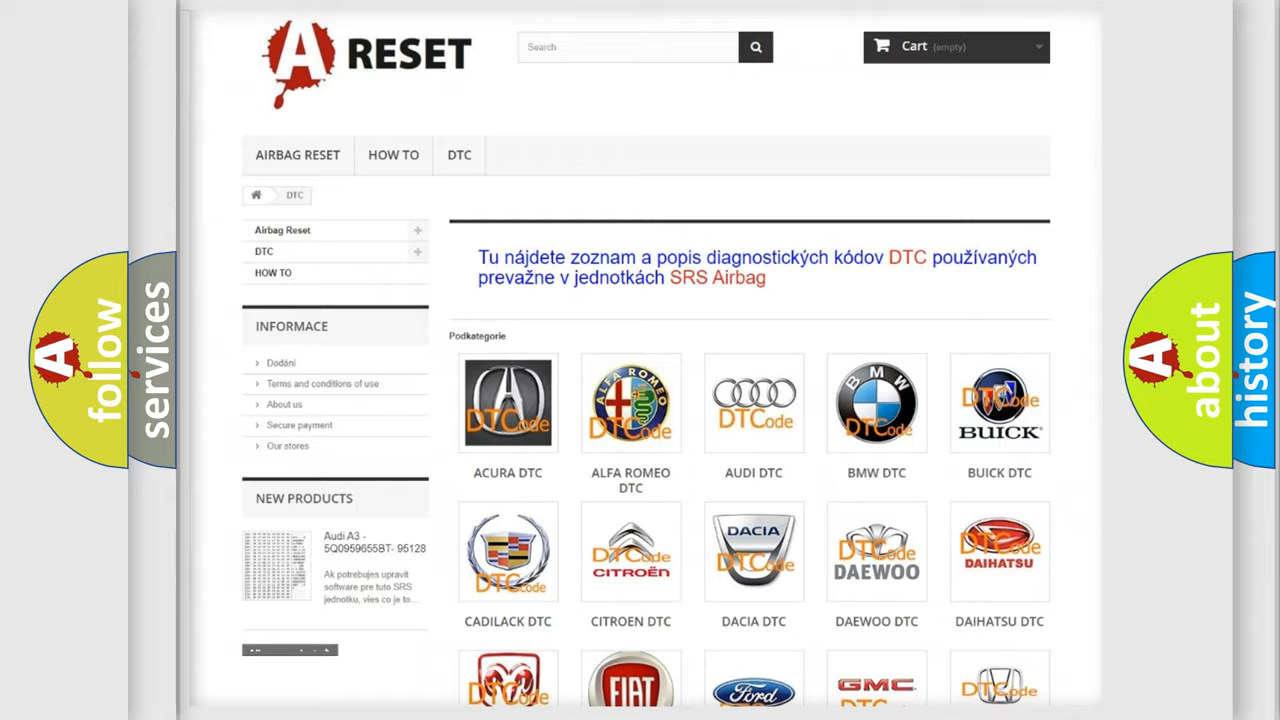 A RESET
Search
Cart (empty)
AIRBAG RESET
HOW TO
DTC
DTC
Airbag Reset
DTC
HOW TO
INFORMACE
Dodání
Terms and conditions of use
About us
Secure payment
Our stores
NEW PRODUCTS
Audi A3 -
5Q0959655BT- 95128
Ak potrebujes upravit
software pre tuto SRS
jednotku, vies co je to...
Tu nájdete zoznam a popis diagnostických kódov DTC používaných
prevažne v jednotkách SRS Airbag
Podkategorie
DTCode
ALFA ROMEO
DTCode
DTCode
BMW
DTCode
DTCode
BUICK
ACURA DTC
ALFA ROMEO
DTC
AUDI DTC
BMW DTC
BUICK DTC
DTCode
DTCode
CITROËN
DACIA
DTCode
DTCode
DAEWOO
DTCode
DAIHATSU
CADILACK DTC
CITROEN DTC
DACIA DTC
DAEWOO DTC
DAIHATSU DTC
DTCode
FIAT
Ford
GMC
DTCode
A follow
services
A about
history